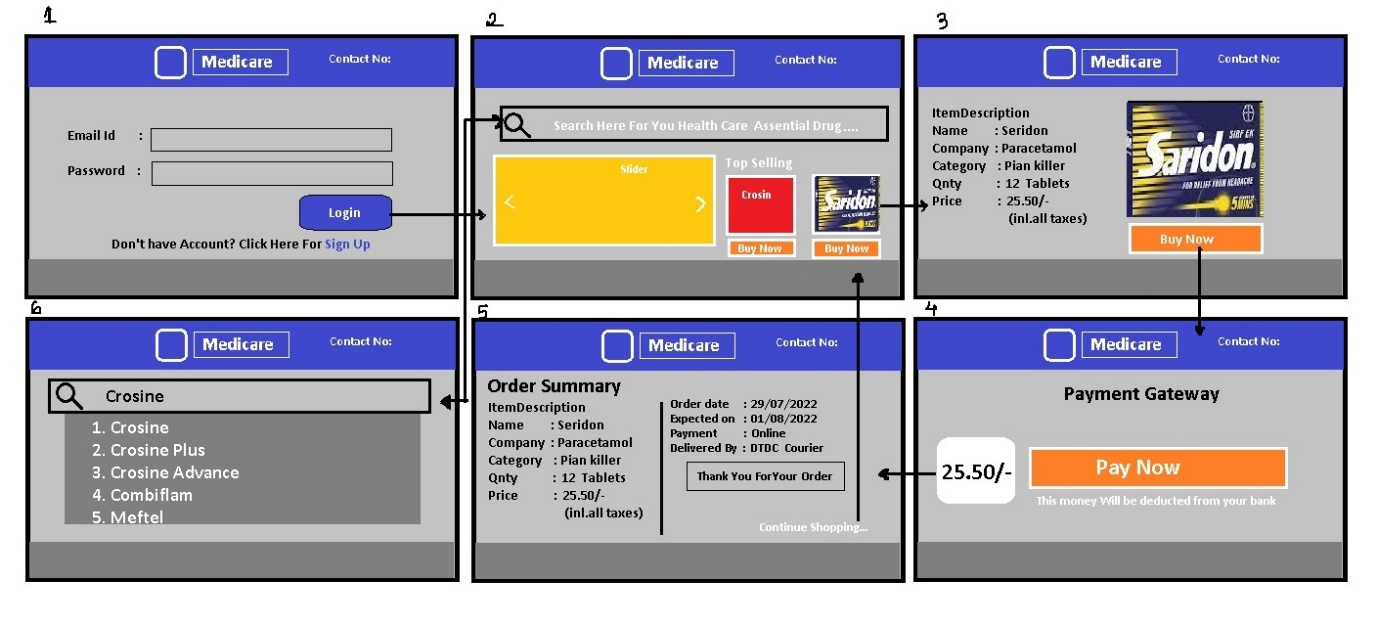 1
Medicare
Contact No:
Email Id :
Password :
Login
Don't have Account? Click Here For Sign Up
2
Medicare
Contact No:
Search Here For You Health Care Assential Drug....
Slider
< >
Top Selling
Crosin
Saridon
Buy Now
Buy Now
3
Medicare
Contact No:
ItemDescription
Name : Seridon
Company : Paracetamol
Category : Pian killer
Qnty : 12 Tablets
Price : 25.50/-
(inl.all taxes)
Saridon
FOR RELIEF FROM HEADACHE
5 MINS
Buy Now
4
Medicare
Contact No:
Payment Gateway
25.50/-
Pay Now
This money Will be deducted from your bank
5
Medicare
Contact No:
Order Summary
ItemDescription
Name : Seridon
Company : Paracetamol
Category : Pian killer
Qnty : 12 Tablets
Price : 25.50/-
(inl.all taxes)
Order date : 29/07/2022
Expected on : 01/08/2022
Payment : Online
Delivered By : DTDC Courier
Thank You ForYour Order
Continue Shopping...
6
Medicare
Contact No:
Crosine
1. Crosine
2. Crosine Plus
3. Crosine Advance
4. Combiflam
5. Meftel